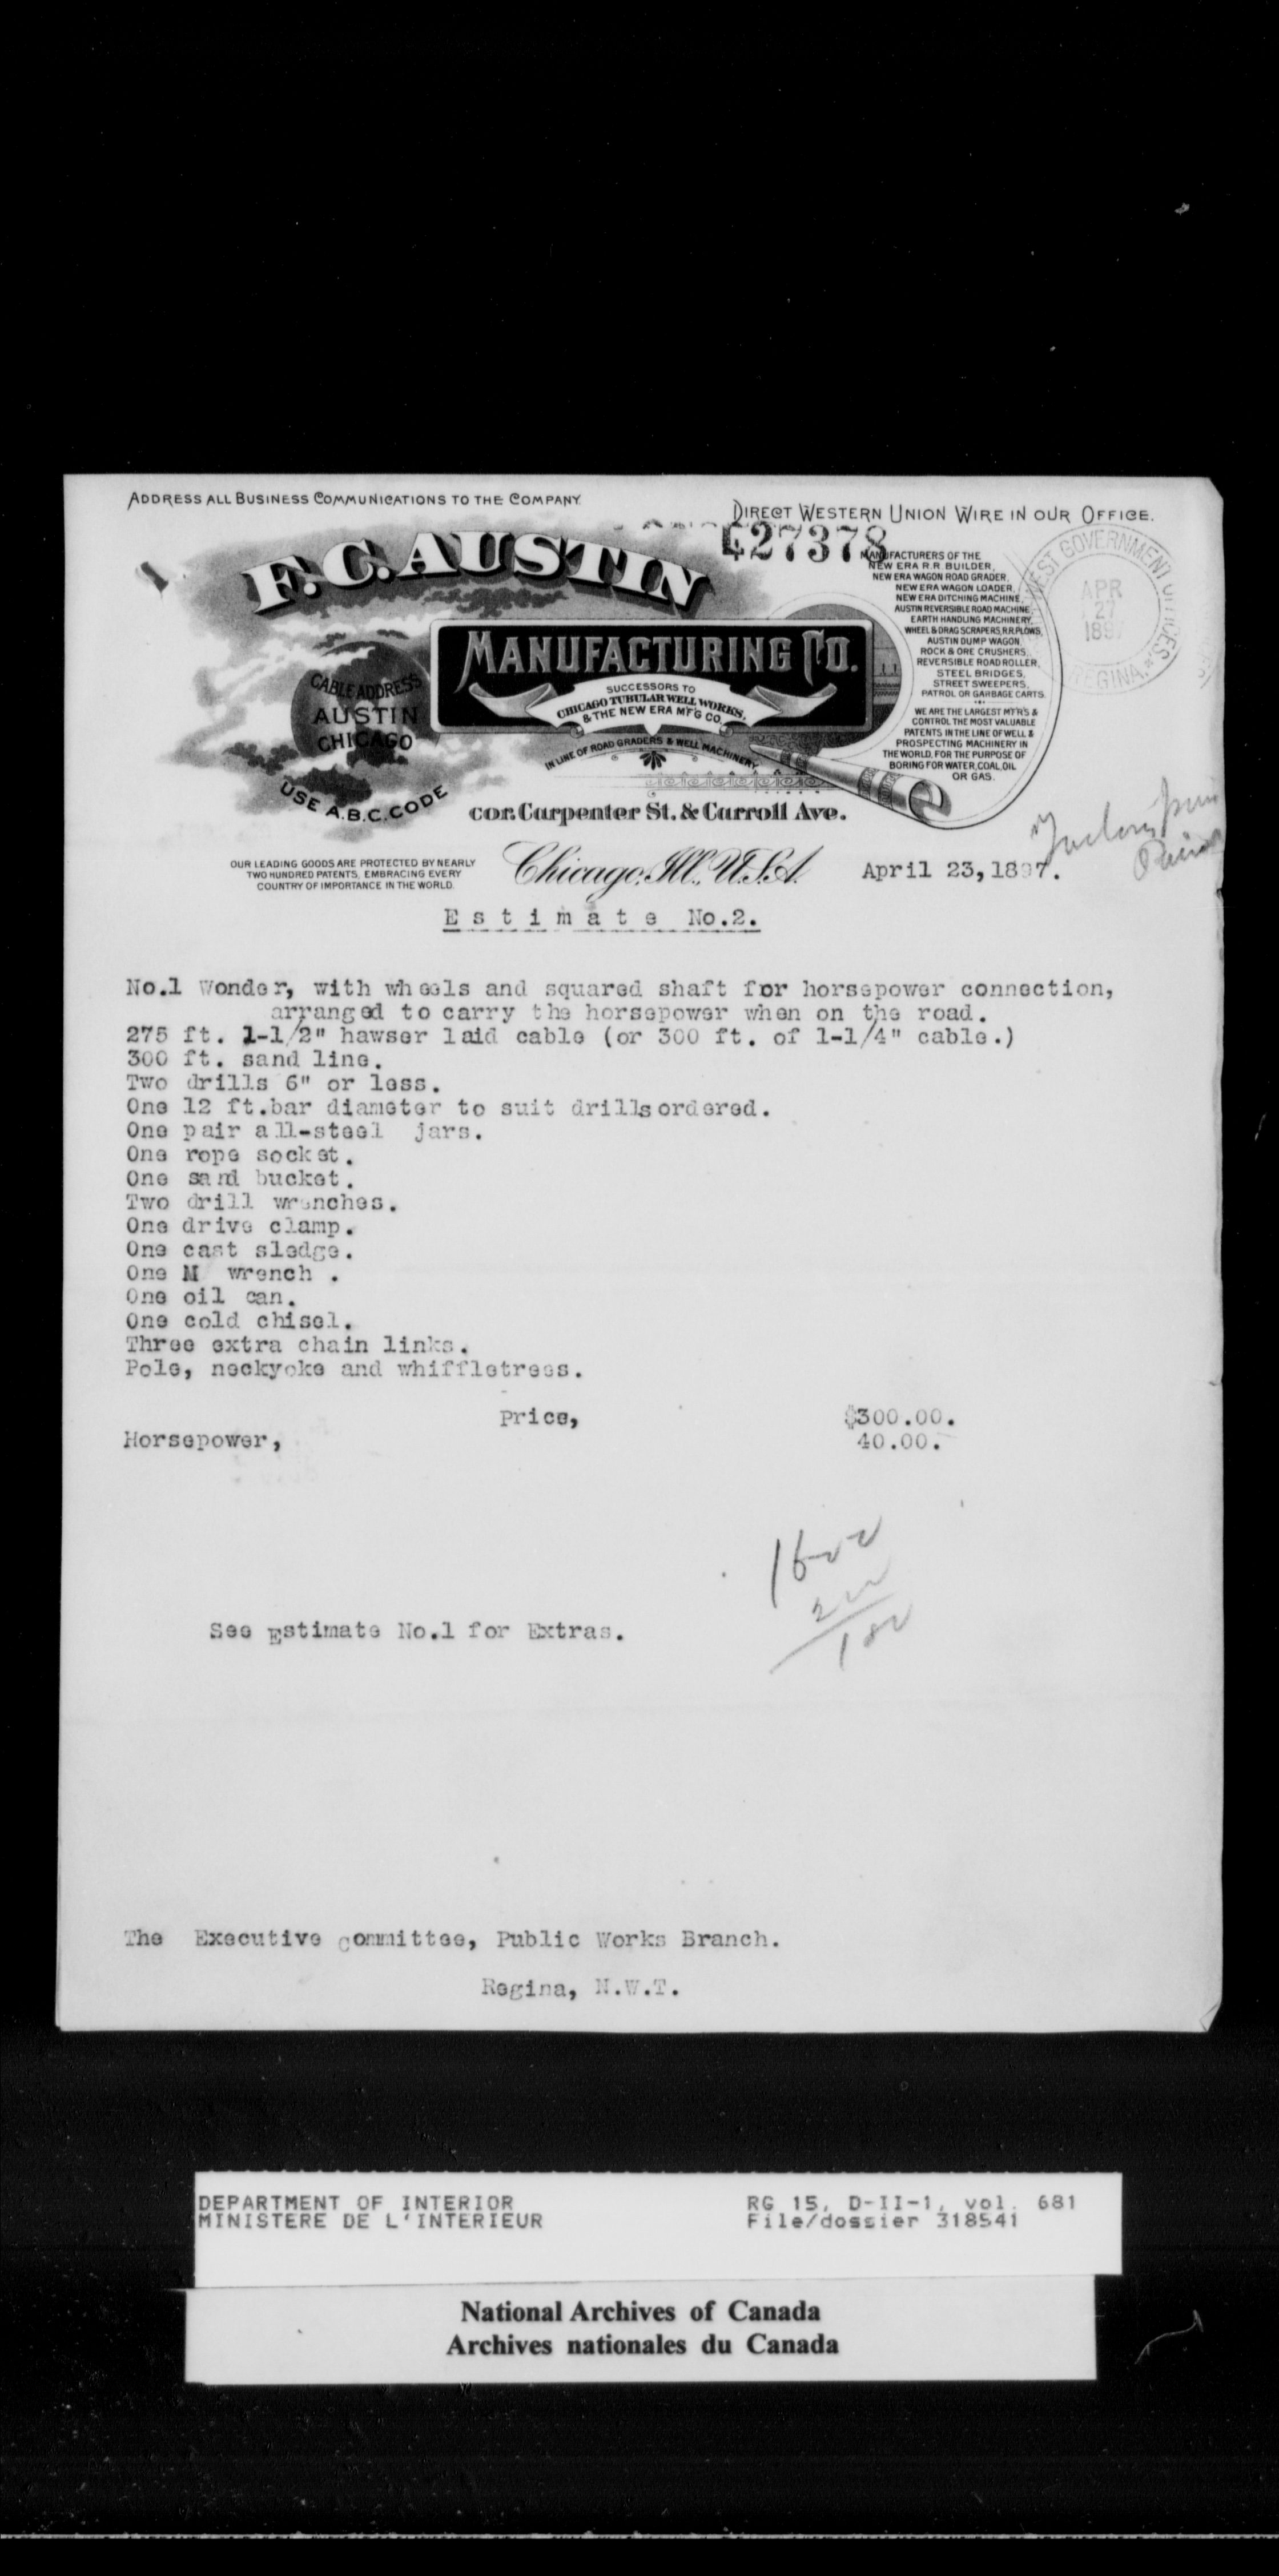 ADDRESS ALL BUSINESS COMMUNICATIONS TO THE COMPANY.
DIRECT WESTERN UNION WIRE IN OUR OFFICE.
427378
F.C. AUSTIN
MANUFACTURING CO.
SUCCESSORS TO
CHICAGO TUBULAR WELL WORKS,
& THE NEW ERA M'F'G CO.
IN LINE OF ROAD GRADERS & WELL MACHINERY.
CABLE ADDRESS
AUSTIN
CHICAGO
USE A.B.C. CODE
MANUFACTURERS OF THE
NEW ERA R.R. BUILDER,
NEW ERA WAGON ROAD GRADER,
NEW ERA WAGON LOADER,
NEW ERA DITCHING MACHINE,
AUSTIN REVERSIBLE ROAD MACHINE,
EARTH HANDLING MACHINERY,
WHEEL & DRAG SCRAPERS, R.R. PLOWS,
AUSTIN DUMP WAGON,
ROCK & ORE CRUSHERS,
REVERSIBLE ROAD ROLLER,
STEEL BRIDGES,
STREET SWEEPERS,
PATROL OR GARBAGE CARTS.
WE ARE THE LARGEST MT'R'S &
CONTROL THE MOST VALUABLE
PATENTS IN THE LINE OF WELL &
PROSPECTING MACHINERY IN
THE WORLD, FOR THE PURPOSE OF
BORING FOR WATER, COAL, OIL
OR GAS.
WEST GOVERNMENT OFFICES
APR
27
189
REGINA.
cor. Carpenter St. & Carroll Ave.
OUR LEADING GOODS ARE PROTECTED BY NEARLY
TWO HUNDRED PATENTS, EMBRACING EVERY
COUNTRY OF IMPORTANCE IN THE WORLD.
Chicago, Ill., U.S.A. April 23, 1897.
Estimate No.2.
No.1 Wonder, with wheels and squared shaft for horsepower connection,
arranged to carry the horsepower when on the road.
275 ft. 1-1/2" hawser laid cable (or 300 ft. of 1-1/4" cable.)
300 ft. sand line.
Two drills 6" or less.
One 12 ft.bar diameter to suit drills ordered.
One pair all-steel jars.
One rope socket.
One sand bucket.
Two drill wrenches.
One drive clamp.
One cast sledge.
One M wrench .
One oil can.
One cold chisel.
Three extra chain links.
Pole, neckyoke and whiffletrees.
Price, $300.00.
Horsepower, 40.00.
See Estimate No.1 for Extras.
The Executive Committee, Public Works Branch.
Regina, N.W.T.
DEPARTMENT OF INTERIOR
MINISTERE DE L'INTERIEUR
RG 15, D-II-1, vol. 681
File/dossier 318541
National Archives of Canada
Archives nationales du Canada